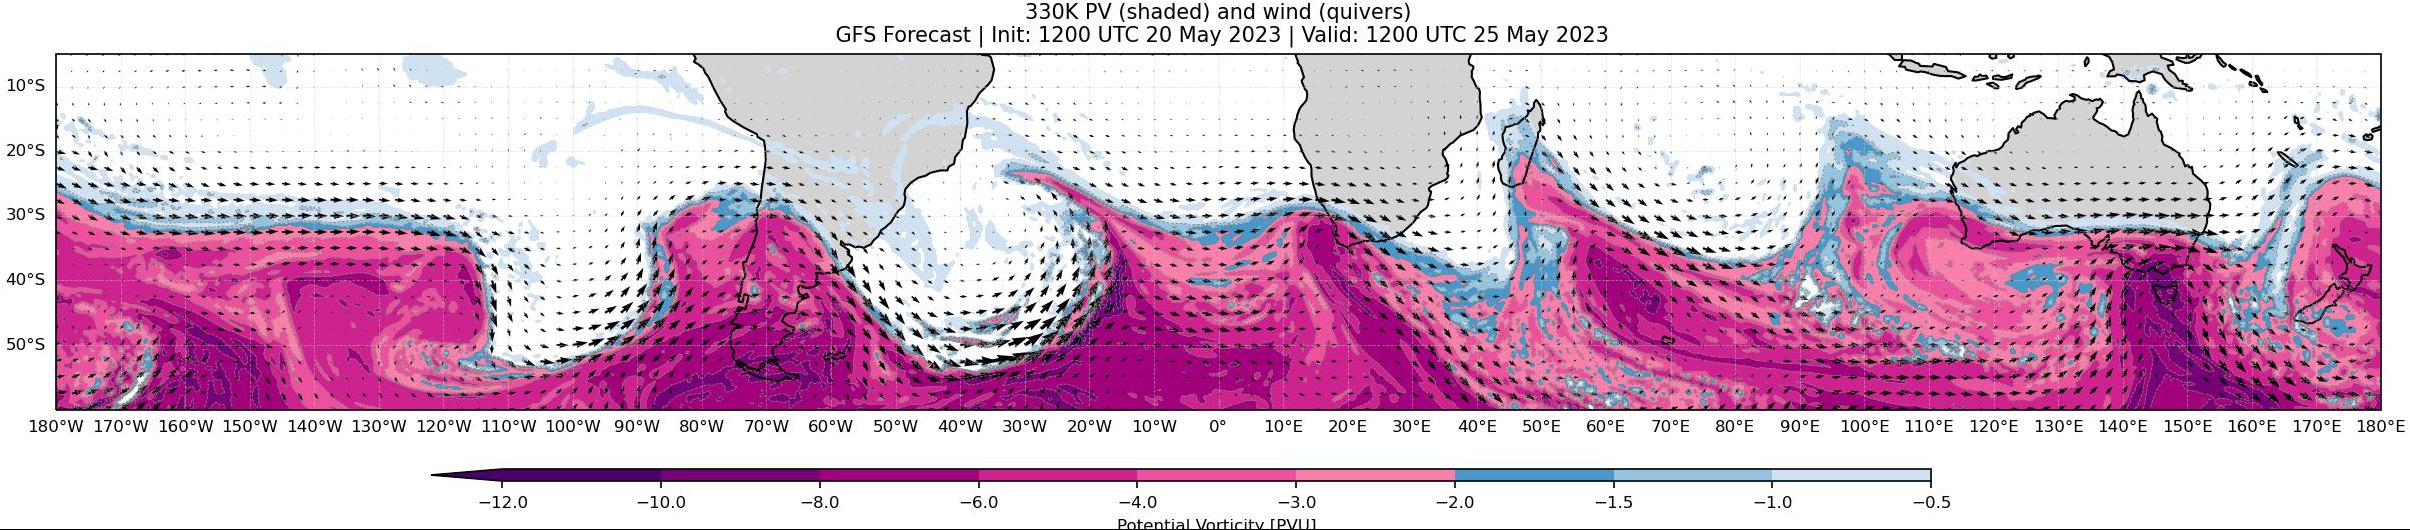 330K PV (shaded) and wind (quivers)
GFS Forecast | Init: 1200 UTC 20 May 2023 | Valid: 1200 UTC 25 May 2023
10°S
20°S
30°S
40°S
50°S
180°W 170°W 160°W 150°W 140°W 130°W 120°W 110°W 100°W 90°W 80°W 70°W 60°W 50°W 40°W 30°W 20°W 10°W 0° 10°E 20°E 30°E 40°E 50°E 60°E 70°E 80°E 90°E 100°E 110°E 120°E 130°E 140°E 150°E 160°E 170°E 180°E
−12.0 −10.0 −8.0 −6.0 −4.0 −3.0 −2.0 −1.5 −1.0 −0.5
Potential Vorticity [PVU]